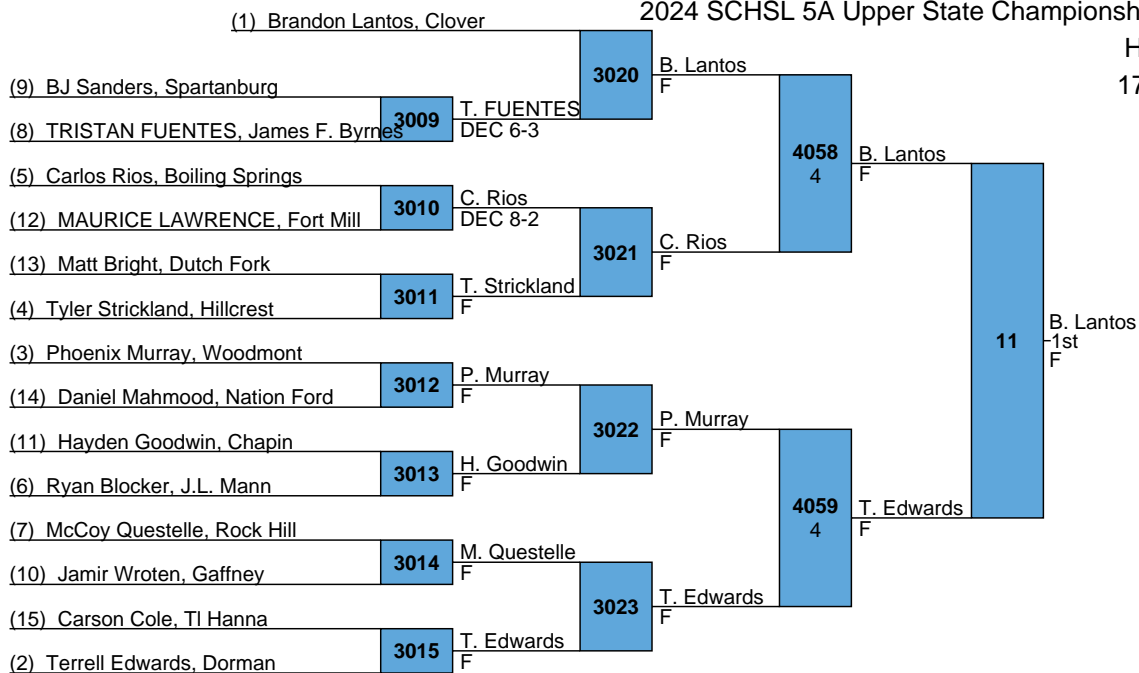 2024 SCHSL 5A Upper State Championsh
H
17
(1) Brandon Lantos, Clover
3020
B. Lantos
F
(9) BJ Sanders, Spartanburg
3009
T. FUENTES
DEC 6-3
(8) TRISTAN FUENTES, James F. Byrnes
4058
4
B. Lantos
F
(5) Carlos Rios, Boiling Springs
3010
C. Rios
DEC 8-2
(12) MAURICE LAWRENCE, Fort Mill
3021
C. Rios
F
(13) Matt Bright, Dutch Fork
3011
T. Strickland
F
(4) Tyler Strickland, Hillcrest
11
B. Lantos
1st
F
(3) Phoenix Murray, Woodmont
3012
P. Murray
F
(14) Daniel Mahmood, Nation Ford
3022
P. Murray
F
(11) Hayden Goodwin, Chapin
3013
H. Goodwin
F
(6) Ryan Blocker, J.L. Mann
4059
4
T. Edwards
F
(7) McCoy Questelle, Rock Hill
3014
M. Questelle
F
(10) Jamir Wroten, Gaffney
3023
T. Edwards
F
(15) Carson Cole, Tl Hanna
3015
T. Edwards
F
(2) Terrell Edwards, Dorman